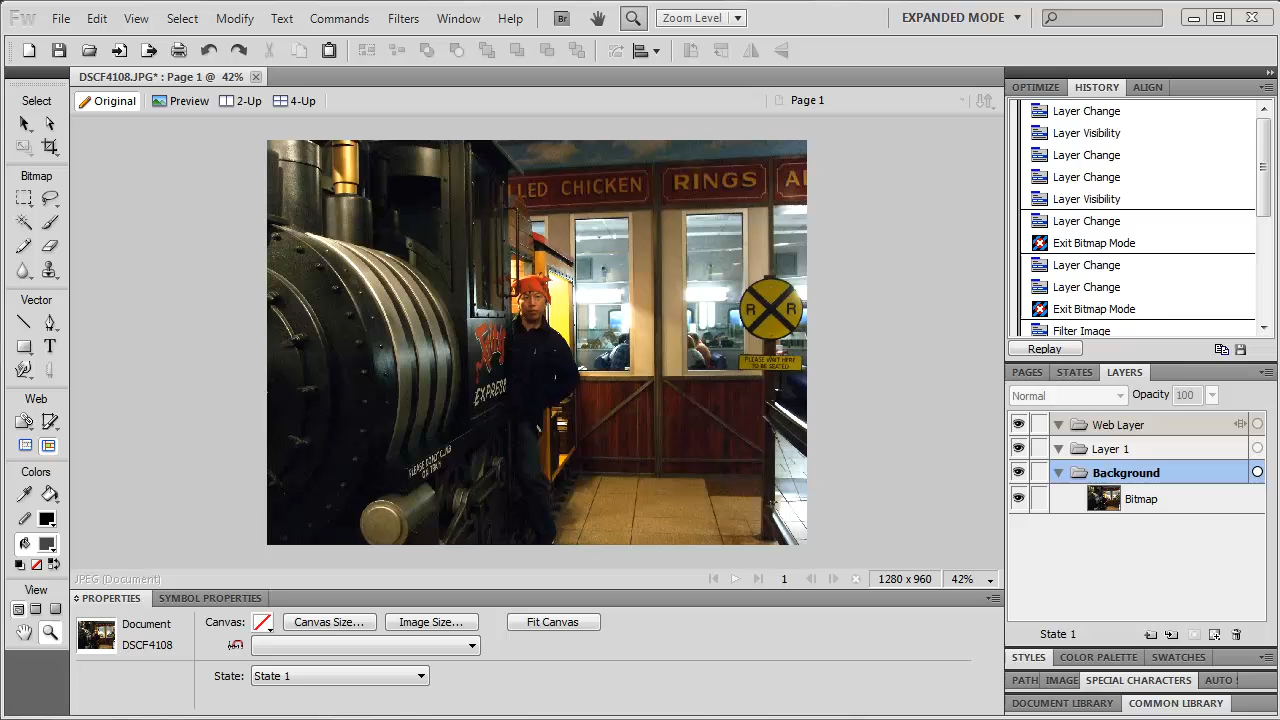 Fw File Edit View Select Modify Text Commands Filters Window Help Br Zoom Level EXPANDED MODE
DSCF4108.JPG* : Page 1 @ 42%
Original Preview 2-Up 4-Up Page 1
OPTIMIZE HISTORY ALIGN
Layer Change
Layer Visibility
Layer Change
Layer Change
Layer Visibility
Layer Change
Exit Bitmap Mode
Layer Change
Layer Change
Exit Bitmap Mode
Filter Image
Replay
Select
Bitmap
Vector
T
Web
Colors
View
LLED CHICKEN
RINGS
R R
PLEASE WAIT HERE
TO BE SEATED
EXPRESS
PAGES STATES LAYERS
Normal Opacity 100
Web Layer
Layer 1
Background
Bitmap
State 1
JPEG (Document) 1 1280 x 960 42%
PROPERTIES SYMBOL PROPERTIES
Document
DSCF4108
Canvas: Canvas Size... Image Size... Fit Canvas
State: State 1
STYLES COLOR PALETTE SWATCHES
PATH IMAGE SPECIAL CHARACTERS AUTO
DOCUMENT LIBRARY COMMON LIBRARY